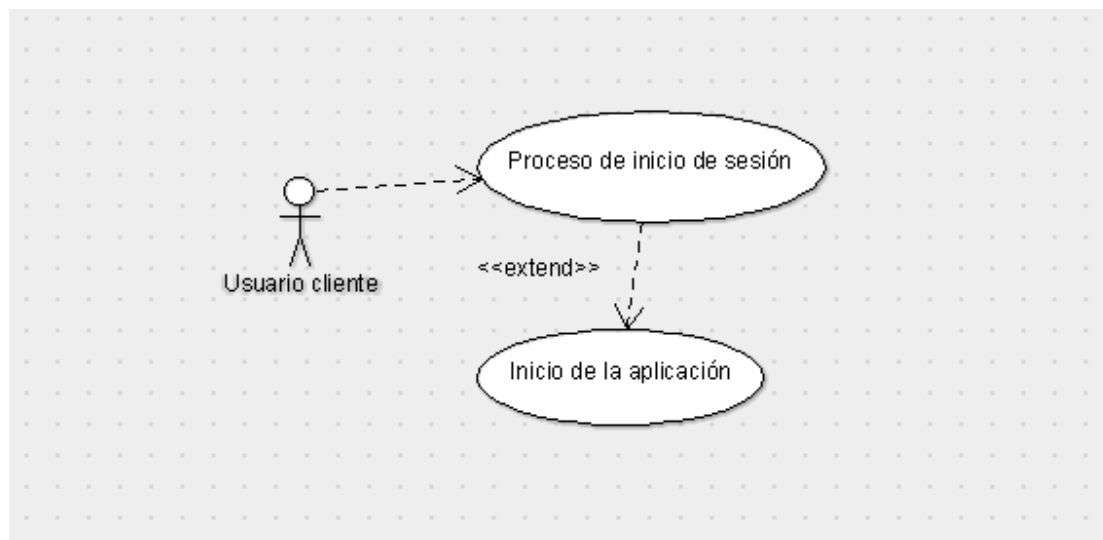 Proceso de inicio de sesión
Usuario cliente
<<extend>>
Inicio de la aplicación